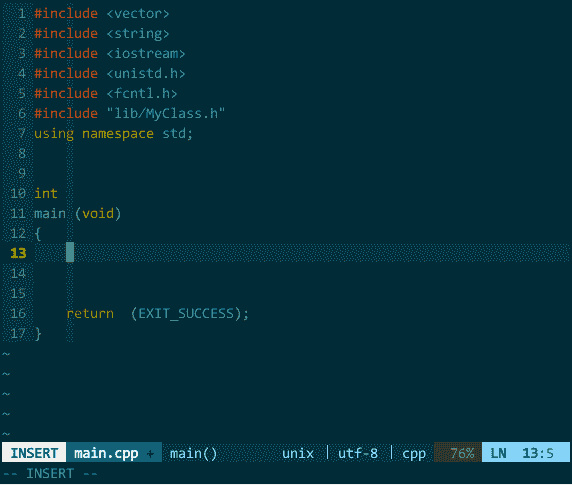 1 #include <vector>
2 #include <string>
3 #include <iostream>
4 #include <unistd.h>
5 #include <fcntl.h>
6 #include "lib/MyClass.h"
7 using namespace std;
8
9
10 int
11 main (void)
12 {
13
14
15
16     return  (EXIT_SUCCESS);
17 }
~
~
~
~
~
INSERT main.cpp + main() unix | utf-8 | cpp 76% LN 13:5
-- INSERT --